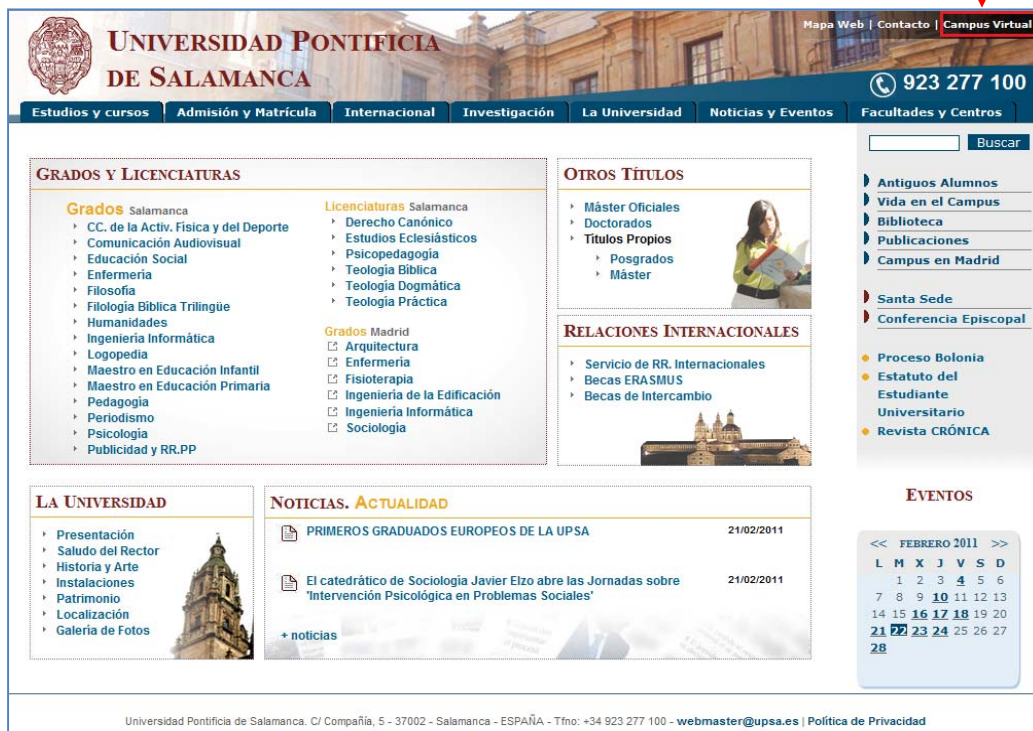 Mapa Web | Contacto | Campus Virtual
UNIVERSIDAD PONTIFICIA
DE SALAMANCA
923 277 100
Estudios y cursos Admisión y Matrícula Internacional Investigación La Universidad Noticias y Eventos Facultades y Centros
Buscar
GRADOS Y LICENCIATURAS
Grados Salamanca
CC. de la Activ. Física y del Deporte
Comunicación Audiovisual
Educación Social
Enfermería
Filosofía
Filología Bíblica Trilingüe
Humanidades
Ingeniería Informática
Logopedia
Maestro en Educación Infantil
Maestro en Educación Primaria
Pedagogía
Periodismo
Psicología
Publicidad y RR.PP
Licenciaturas Salamanca
Derecho Canónico
Estudios Eclesiásticos
Psicopedagogía
Teología Bíblica
Teología Dogmática
Teología Práctica
Grados Madrid
Arquitectura
Enfermería
Fisioterapia
Ingeniería de la Edificación
Ingeniería Informática
Sociología
OTROS TÍTULOS
Máster Oficiales
Doctorados
Títulos Propios
Posgrados
Máster
RELACIONES INTERNACIONALES
Servicio de RR. Internacionales
Becas ERASMUS
Becas de Intercambio
Antiguos Alumnos
Vida en el Campus
Biblioteca
Publicaciones
Campus en Madrid
Santa Sede
Conferencia Episcopal
Proceso Bolonia
Estatuto del
Estudiante
Universitario
Revista CRÓNICA
LA UNIVERSIDAD
Presentación
Saludo del Rector
Historia y Arte
Instalaciones
Patrimonio
Localización
Galería de Fotos
NOTICIAS. ACTUALIDAD
PRIMEROS GRADUADOS EUROPEOS DE LA UPSA 21/02/2011
El catedrático de Sociología Javier Elzo abre las Jornadas sobre 21/02/2011
'Intervención Psicológica en Problemas Sociales'
+ noticias
EVENTOS
<< FEBRERO 2011 >>
L M X J V S D
1 2 3 4 5 6
7 8 9 10 11 12 13
14 15 16 17 18 19 20
21 22 23 24 25 26 27
28
Universidad Pontificia de Salamanca. C/ Compañía, 5 - 37002 - Salamanca - ESPAÑA - Tfno: +34 923 277 100 - webmaster@upsa.es | Política de Privacidad